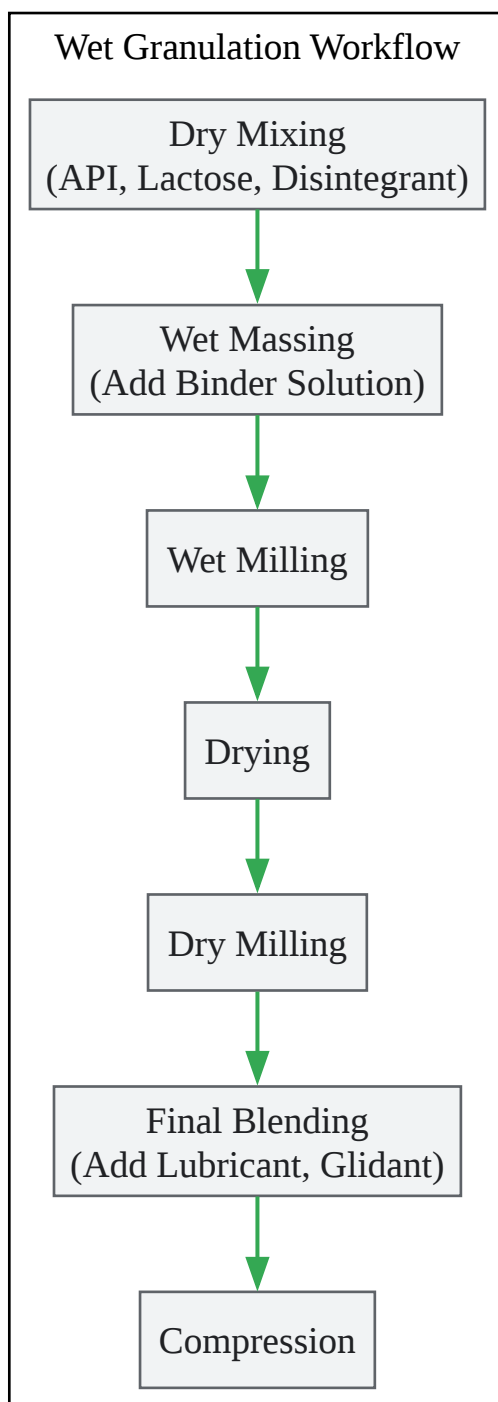 Wet Granulation Workflow
Dry Mixing
(API, Lactose, Disintegrant)
Wet Massing
(Add Binder Solution)
Wet Milling
Drying
Dry Milling
Final Blending
(Add Lubricant, Glidant)
Compression